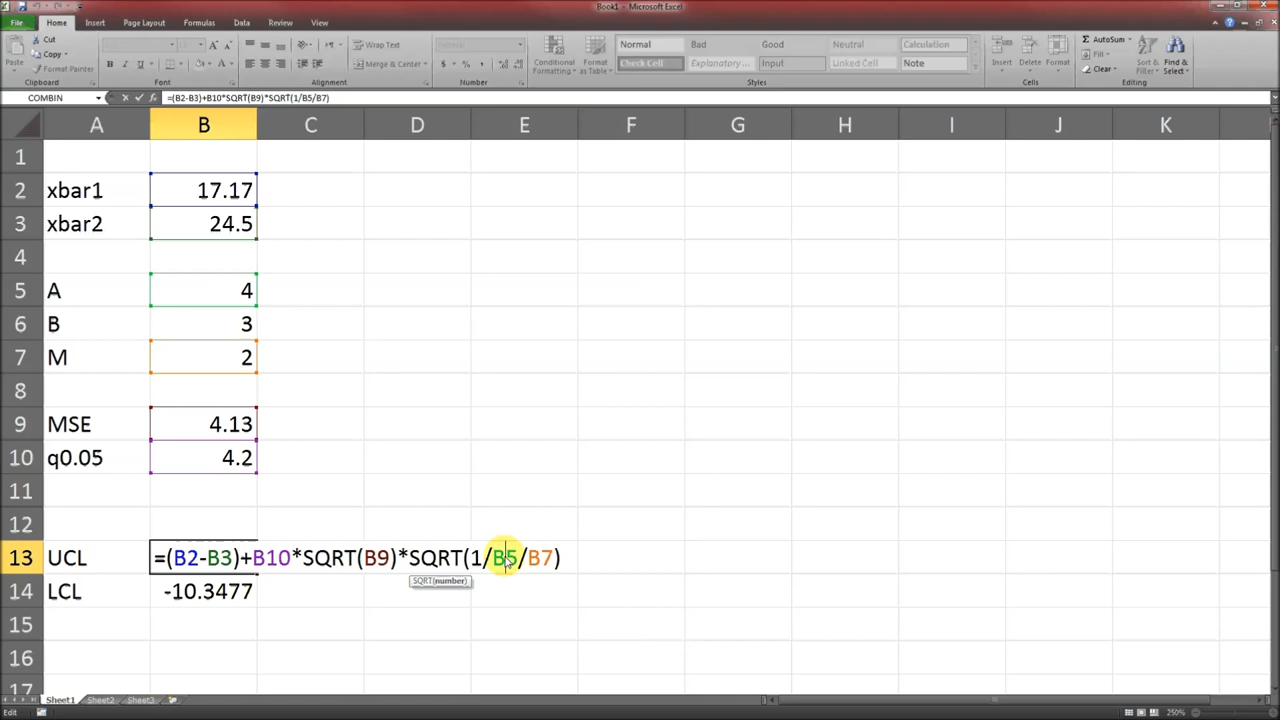 Book1 - Microsoft Excel
File Home Insert Page Layout Formulas Data Review View
Cut
Copy
Format Painter
Paste
Clipboard
Font
Wrap Text
Merge & Center
Alignment
Number
Conditional Formatting
Format as Table
Normal Bad Good Neutral Calculation
Check Cell Explanatory... Input Linked Cell Note
Styles
Insert Delete Format
Cells
AutoSum
Fill
Clear
Sort & Filter
Find & Select
Editing
COMBIN =(B2-B3)+B10*SQRT(B9)*SQRT(1/B5/B7)
A B C D E F G H I J K
1
2 xbar1 17.17
3 xbar2 24.5
4
5 A 4
6 B 3
7 M 2
8
9 MSE 4.13
10 q0.05 4.2
11
12
13 UCL =(B2-B3)+B10*SQRT(B9)*SQRT(1/B5/B7)
SQRT(number)
14 LCL -10.3477
15
16
17
Sheet1 Sheet2 Sheet3
Edit 250%